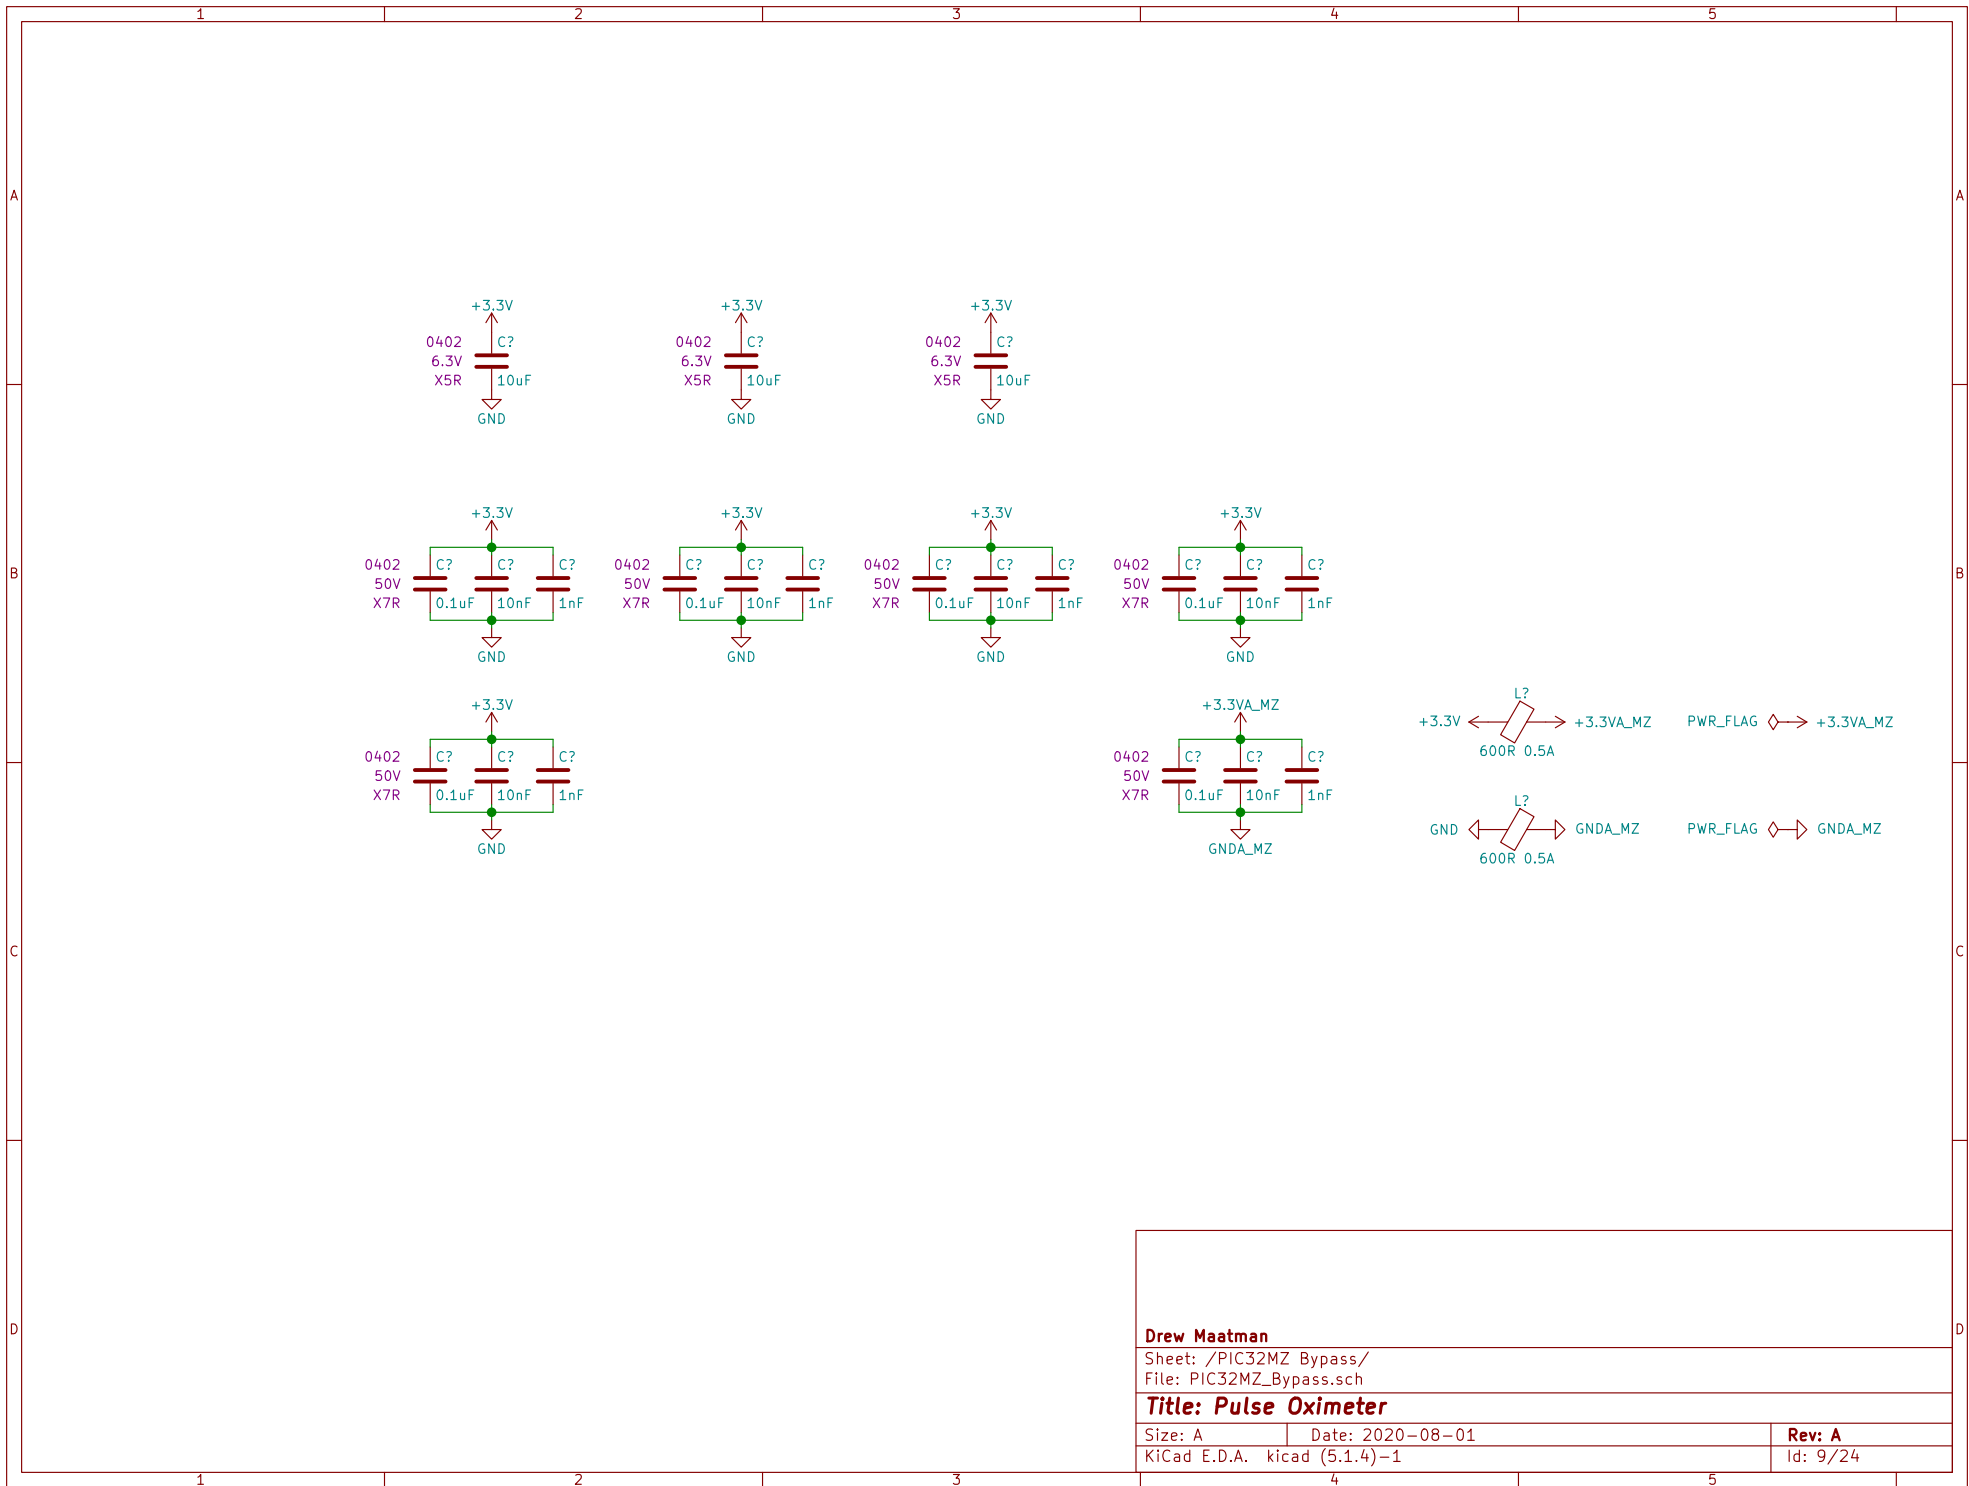 1 2 3 4 5
A A
+3.3V +3.3V +3.3V
0402 C? 0402 C? 0402 C?
6.3V 6.3V 6.3V
X5R 10uF X5R 10uF X5R 10uF
GND GND GND
+3.3V +3.3V +3.3V +3.3V
0402 C? C? C? 0402 C? C? C? 0402 C? C? C? 0402 C? C? C?
B B
50V 50V 50V 50V
X7R 0.1uF 10nF 1nF X7R 0.1uF 10nF 1nF X7R 0.1uF 10nF 1nF X7R 0.1uF 10nF 1nF
GND GND GND GND
L?
+3.3V +3.3VA_MZ
+3.3V +3.3VA_MZ PWR_FLAG +3.3VA_MZ
600R 0.5A
0402 C? C? C? 0402 C? C? C?
50V 50V
X7R 0.1uF 10nF 1nF X7R 0.1uF 10nF 1nF
L?
GND GNDA_MZ PWR_FLAG GNDA_MZ
GND GNDA_MZ
600R 0.5A
C C
D D
Drew Maatman
Sheet: /PIC32MZ Bypass/
File: PIC32MZ_Bypass.sch
Title: Pulse Oximeter
Size: A Date: 2020-08-01 Rev: A
KiCad E.D.A. kicad (5.1.4)-1 Id: 9/24
1 2 3 4 5